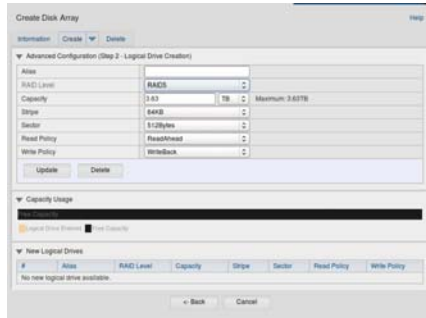 Create Disk Array
Help
Information Create Delete
Advanced Configuration (Step 2 - Logical Drive Creation)
Alias
RAID Level RAID5
Capacity 3.63 TB Maximum: 3.63TB
Stripe 64KB
Sector 512Bytes
Read Policy ReadAhead
Write Policy WriteBack
Update Delete
Capacity Usage
Free Capacity
Logical Drive Entered Free Capacity
New Logical Drives
# Alias RAID Level Capacity Stripe Sector Read Policy Write Policy
No new logical drive available.
<- Back Cancel